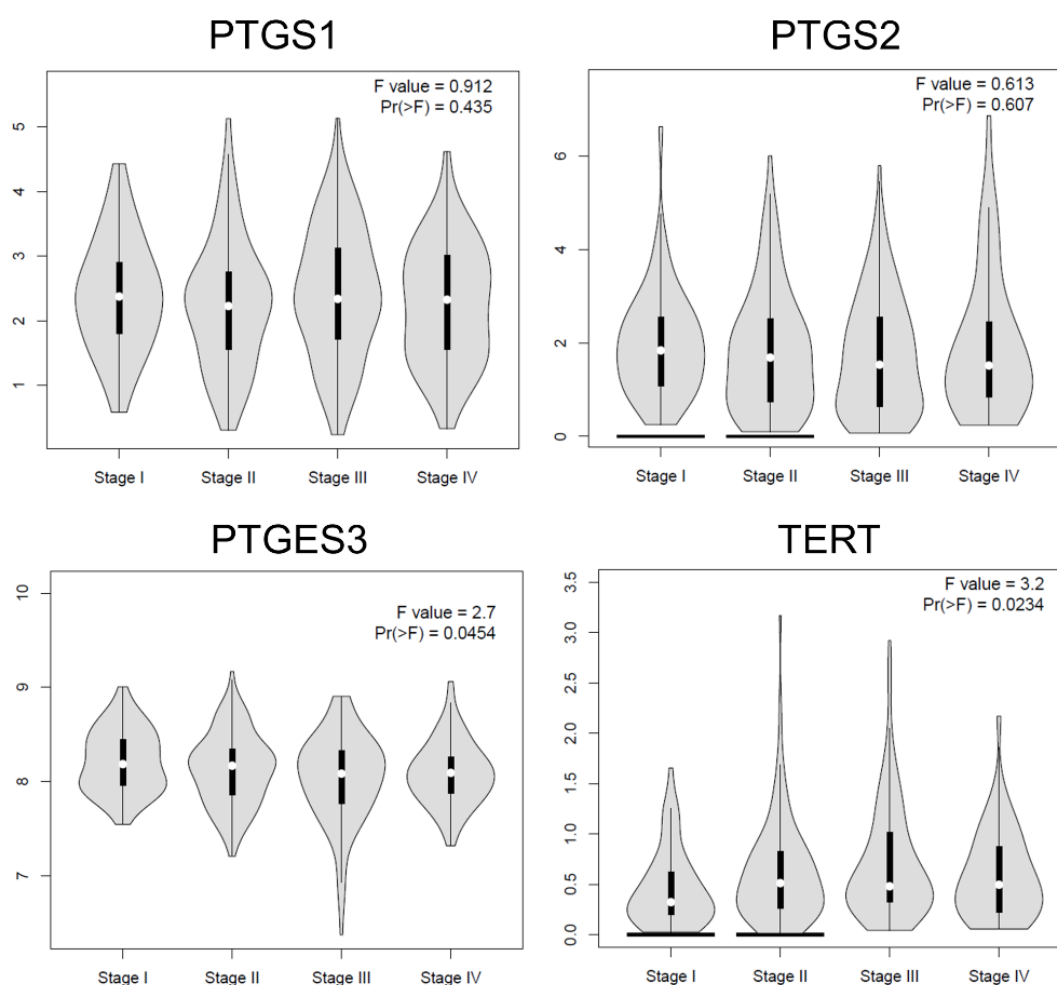 PTGS1
F value = 0.912
Pr(>F) = 0.435
5
4
3
2
1
Stage I
Stage II
Stage III
Stage IV
PTGS2
F value = 0.613
Pr(>F) = 0.607
6
4
2
0
Stage I
Stage II
Stage III
Stage IV
PTGES3
F value = 2.7
Pr(>F) = 0.0454
10
9
8
7
Stage I
Stage II
Stage III
Stage IV
TERT
F value = 3.2
Pr(>F) = 0.0234
3.5
3.0
2.5
2.0
1.5
1.0
0.5
0.0
Stage I
Stage II
Stage III
Stage IV